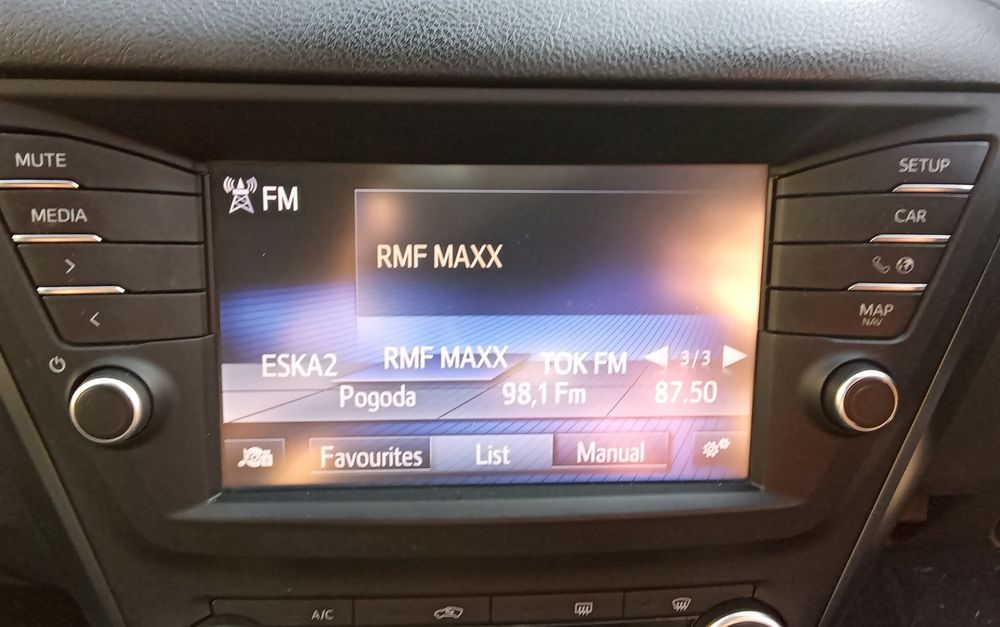 MUTE
MEDIA
FM
RMF MAXX
ESKA2 RMF MAXX TOK FM 3/3
Pogoda 98,1 Fm 87.50
Favourites List Manual
SETUP
CAR
MAP
NAV
A/C